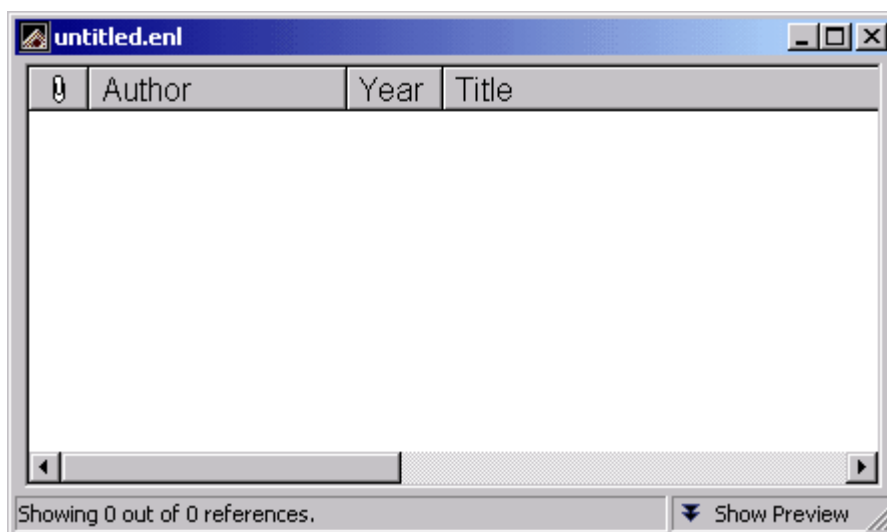 untitled.enl
Author Year Title
Showing 0 out of 0 references. Show Preview